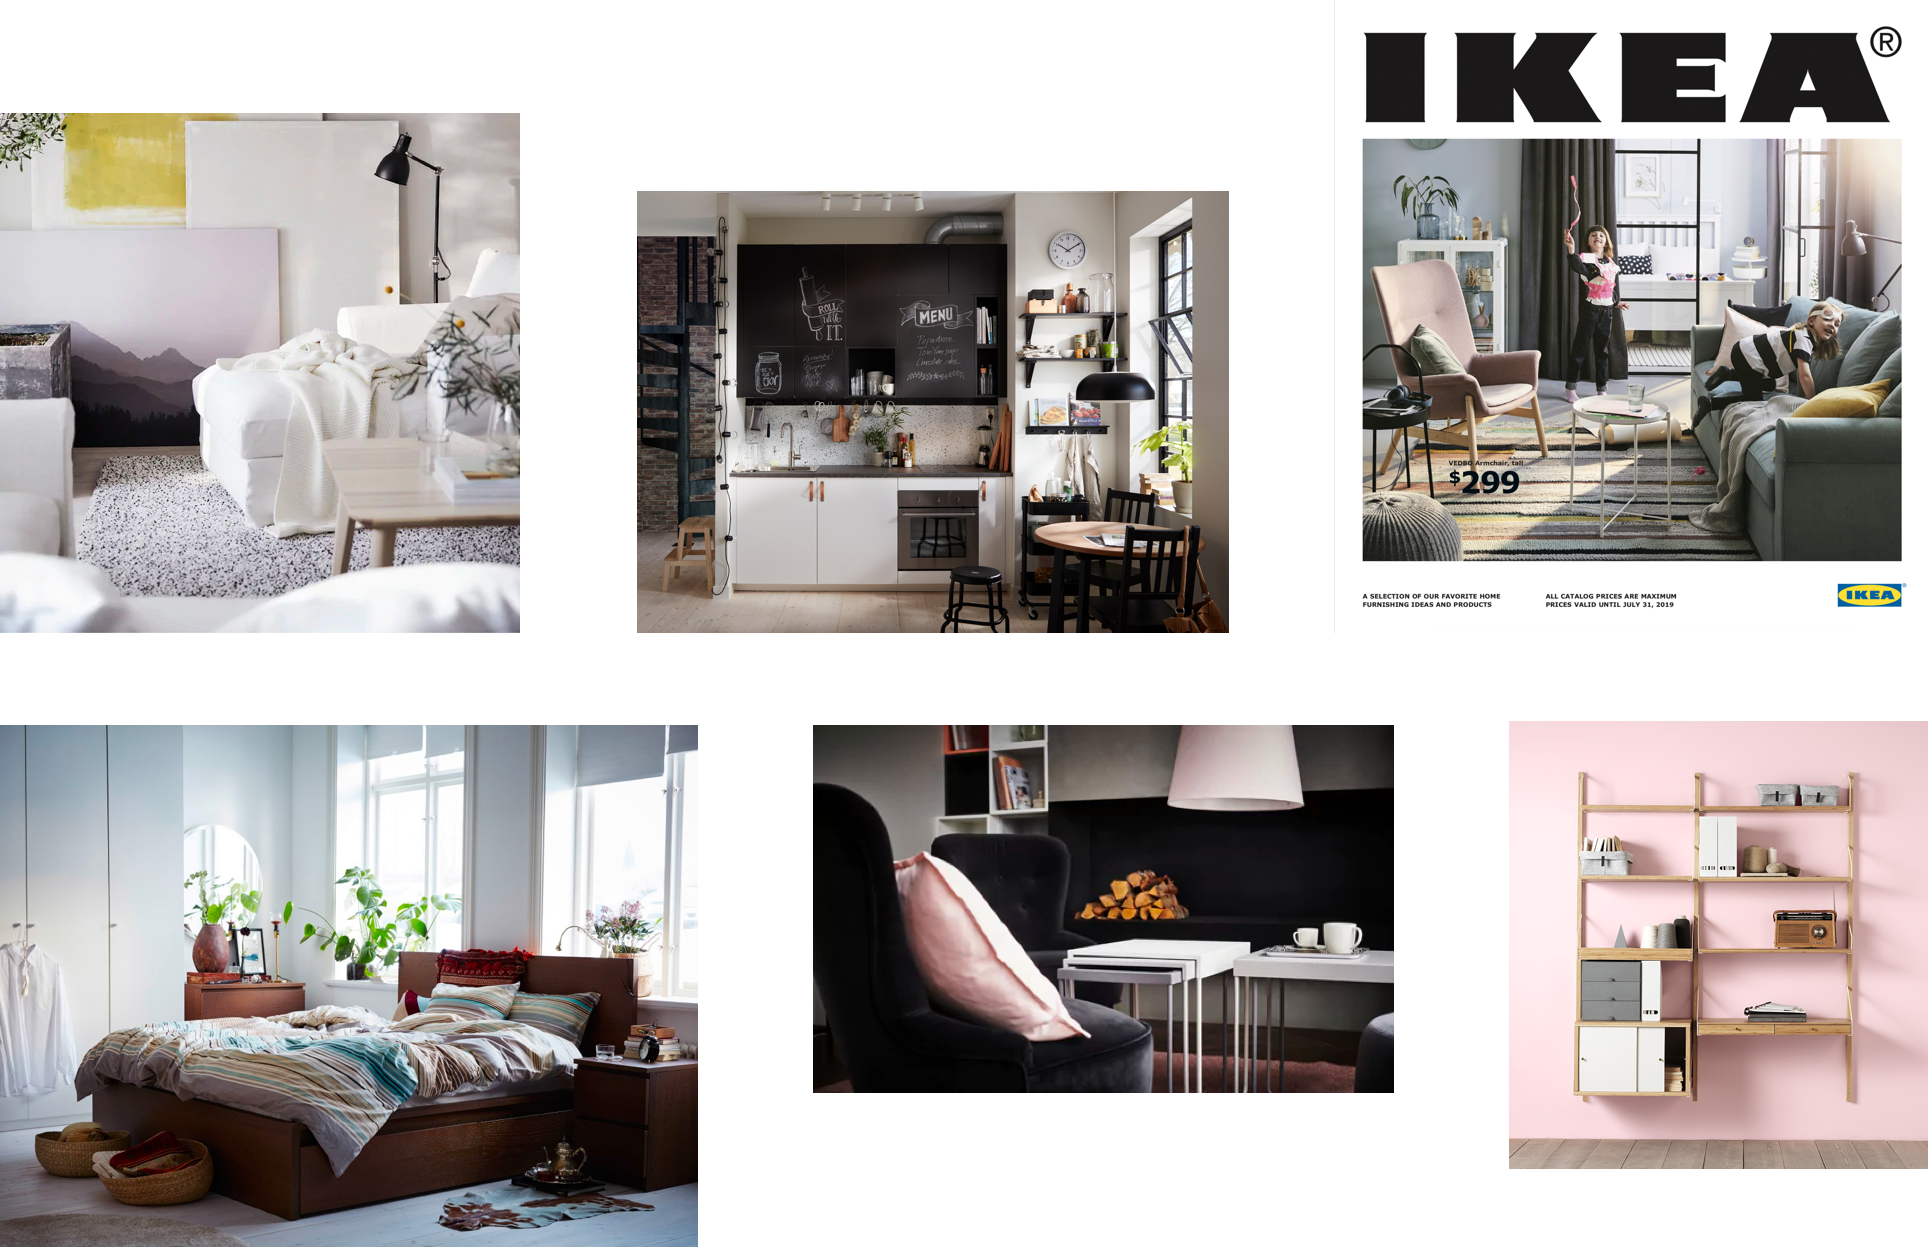 IKEA®
ROLL
with
IT.
MENU
VEDBO Armchair, tall
$299
A SELECTION OF OUR FAVORITE HOME
FURNISHING IDEAS AND PRODUCTS
ALL CATALOG PRICES ARE MAXIMUM
PRICES VALID UNTIL JULY 31, 2019
IKEA®